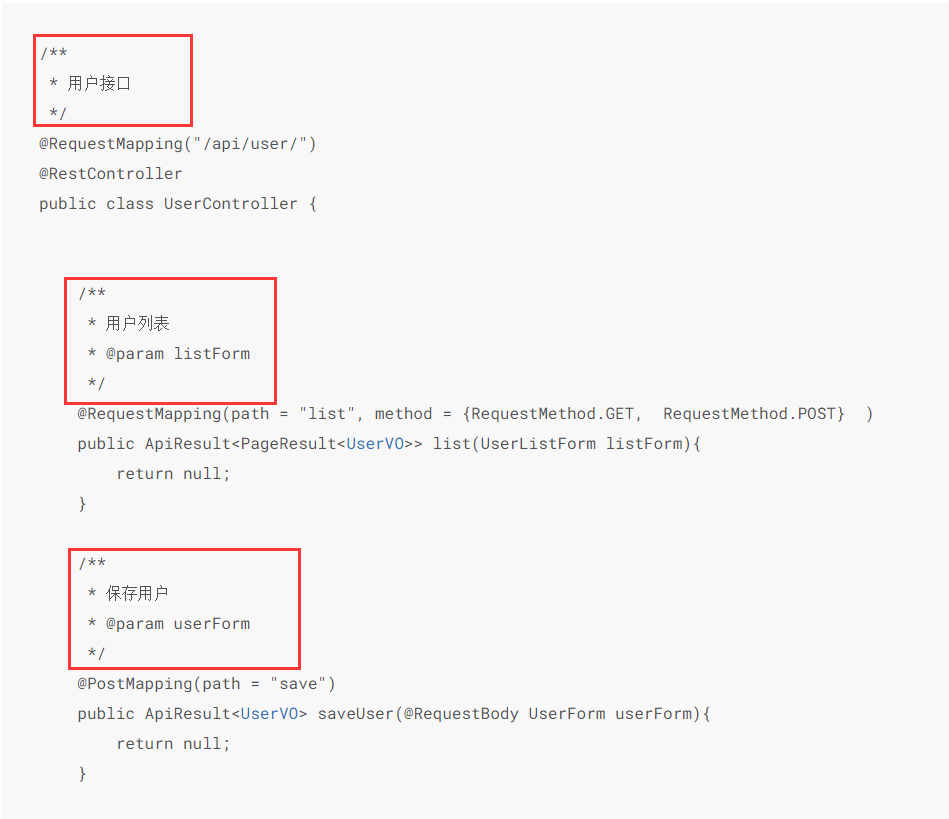 /**
 * 用户接口
 */
@RequestMapping("/api/user/")
@RestController
public class UserController {
/**
 * 用户列表
 * @param listForm
 */
@RequestMapping(path = "list", method = {RequestMethod.GET,  RequestMethod.POST}  )
public ApiResult<PageResult<UserVO>> list(UserListForm listForm){
return null;
}
/**
 * 保存用户
 * @param userForm
 */
@PostMapping(path = "save")
public ApiResult<UserVO> saveUser(@RequestBody UserForm userForm){
return null;
}